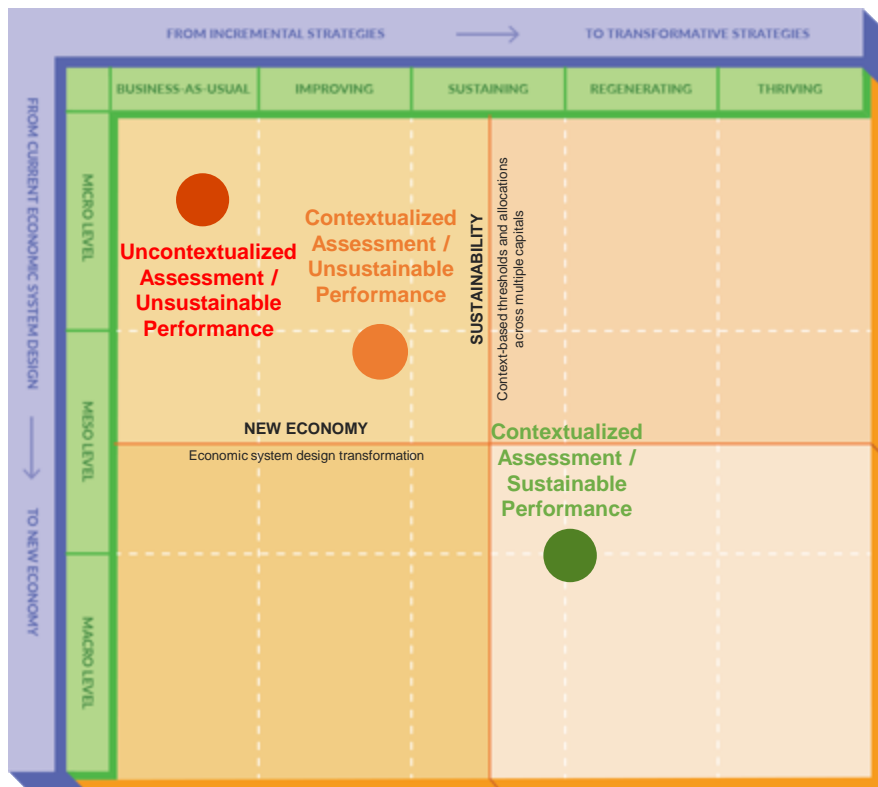 FROM INCREMENTAL STRATEGIES
TO TRANSFORMATIVE STRATEGIES
BUSINESS-AS-USUAL
IMPROVING
SUSTAINING
REGENERATING
THRIVING
FROM CURRENT ECONOMIC SYSTEM DESIGN
TO NEW ECONOMY
MICRO LEVEL
MESO LEVEL
MACRO LEVEL
Uncontextualized
Assessment /
Unsustainable
Performance
Contextualized
Assessment /
Unsustainable
Performance
SUSTAINABILITY
Context-based thresholds and allocations
across multiple capitals
NEW ECONOMY
Economic system design transformation
Contextualized
Assessment /
Sustainable
Performance